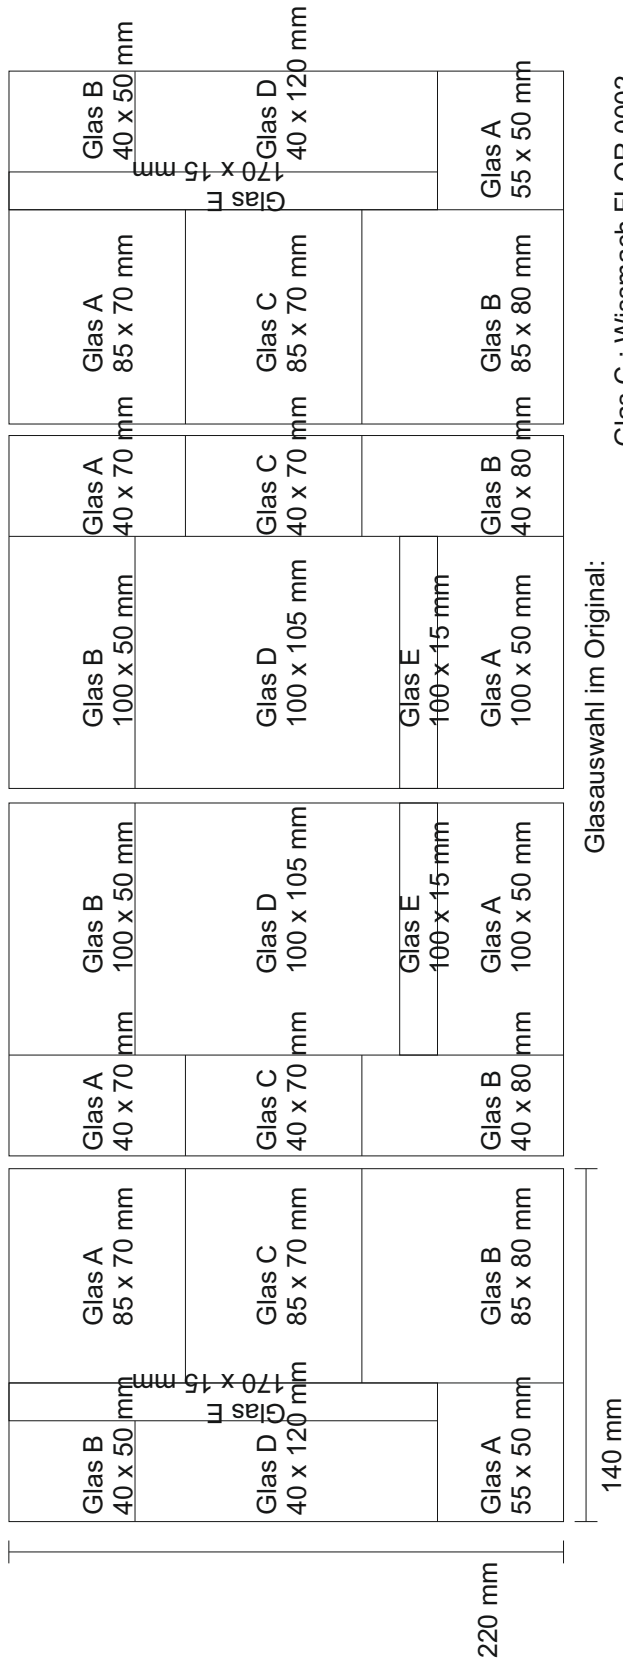 Glas B
40 x 50 mm
Glas D
40 x 120 mm
Glas A
55 x 50 mm
Glas E
170 x 15 mm
Glas A
85 x 70 mm
Glas C
85 x 70 mm
Glas B
85 x 80 mm
Glas A
40 x 70 mm
Glas C
40 x 70 mm
Glas B
40 x 80 mm
Glas B
100 x 50 mm
Glas D
100 x 105 mm
Glas E
100 x 15 mm
Glas A
100 x 50 mm
Glas B
100 x 50 mm
Glas D
100 x 105 mm
Glas E
100 x 15 mm
Glas A
100 x 50 mm
Glas A
40 x 70 mm
Glas C
40 x 70 mm
Glas B
40 x 80 mm
Glas A
85 x 70 mm
Glas C
85 x 70 mm
Glas B
85 x 80 mm
Glas E
170 x 15 mm
Glas B
40 x 50 mm
Glas D
40 x 120 mm
Glas A
55 x 50 mm
220 mm
140 mm
Glasauswahl im Original:
Glas C : Wissmach